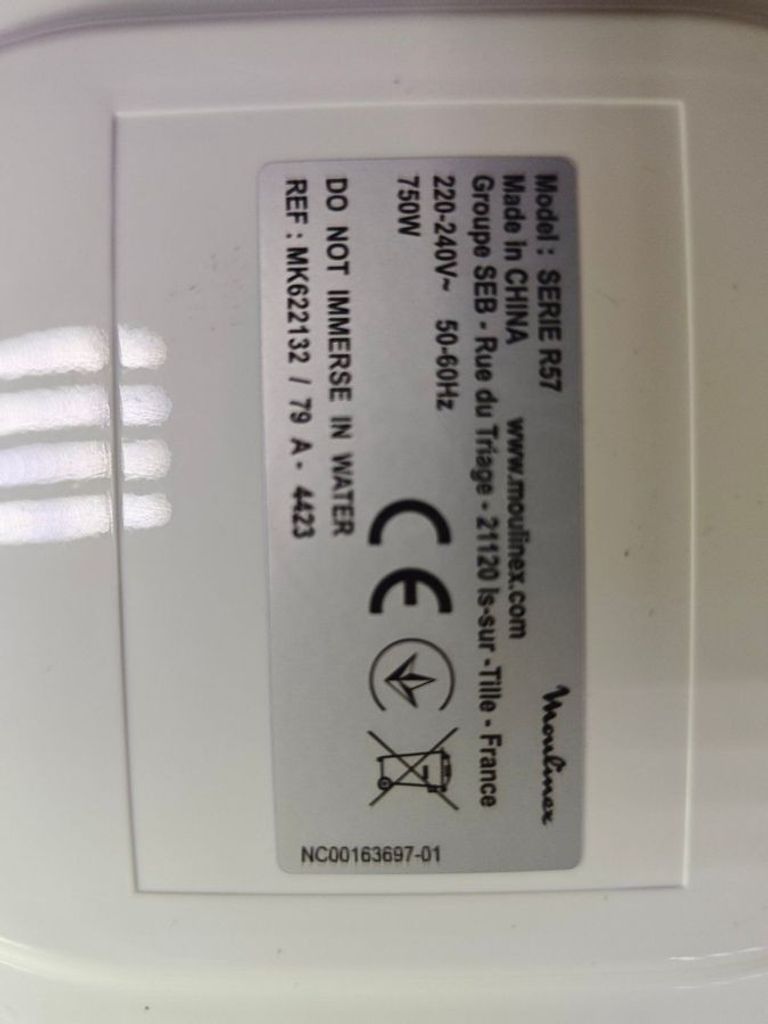 Model : SERIE R57
Moulinex
Made in CHINA www.moulinex.com
Groupe SEB - Rue du Triage - 21120 Is-sur -Tille - France
220-240V~ 50-60Hz
750W
CE
DO NOT IMMERSE IN WATER
REF : MK622132 / 79 A - 4423
NC00163697-01